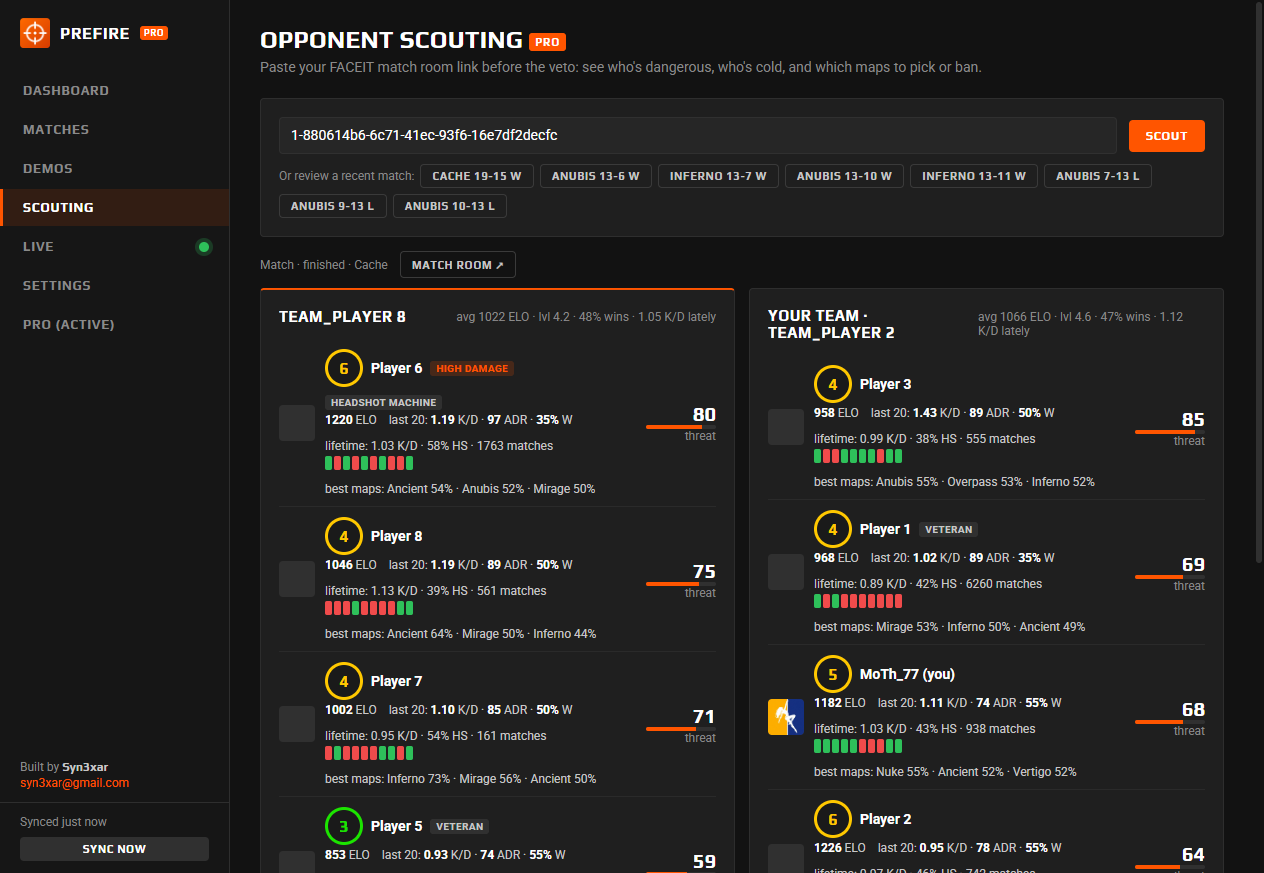 PREFIRE PRO
DASHBOARD
MATCHES
DEMOS
SCOUTING
LIVE
SETTINGS
PRO (ACTIVE)
Built by Syn3xar
syn3xar@gmail.com
Synced just now
SYNC NOW
OPPONENT SCOUTING PRO
Paste your FACEIT match room link before the veto: see who's dangerous, who's cold, and which maps to pick or ban.
1-880614b6-6c71-41ec-93f6-16e7df2decfc
SCOUT
Or review a recent match: CACHE 19-15 W ANUBIS 13-6 W INFERNO 13-7 W ANUBIS 13-10 W INFERNO 13-11 W ANUBIS 7-13 L
ANUBIS 9-13 L ANUBIS 10-13 L
Match · finished · Cache MATCH ROOM ↗
TEAM_PLAYER 8 avg 1022 ELO · lvl 4.2 · 48% wins · 1.05 K/D lately
6 Player 6 HIGH DAMAGE
HEADSHOT MACHINE
1220 ELO last 20: 1.19 K/D · 97 ADR · 35% W
80
threat
lifetime: 1.03 K/D · 58% HS · 1763 matches
best maps: Ancient 54% · Anubis 52% · Mirage 50%
4 Player 8
1046 ELO last 20: 1.19 K/D · 89 ADR · 50% W
75
threat
lifetime: 1.13 K/D · 39% HS · 561 matches
best maps: Ancient 64% · Mirage 50% · Inferno 44%
4 Player 7
1002 ELO last 20: 1.10 K/D · 85 ADR · 50% W
71
threat
lifetime: 0.95 K/D · 54% HS · 161 matches
best maps: Inferno 73% · Mirage 56% · Ancient 50%
3 Player 5 VETERAN
853 ELO last 20: 0.93 K/D · 74 ADR · 55% W
59
YOUR TEAM ·
TEAM_PLAYER 2
avg 1066 ELO · lvl 4.6 · 47% wins · 1.12
K/D lately
4 Player 3
958 ELO last 20: 1.43 K/D · 89 ADR · 50% W
85
threat
lifetime: 0.99 K/D · 38% HS · 555 matches
best maps: Anubis 55% · Overpass 53% · Inferno 52%
4 Player 1 VETERAN
968 ELO last 20: 1.02 K/D · 89 ADR · 35% W
69
threat
lifetime: 0.89 K/D · 42% HS · 6260 matches
best maps: Mirage 53% · Inferno 50% · Ancient 49%
5 MoTh_77 (you)
1182 ELO last 20: 1.11 K/D · 74 ADR · 55% W
68
threat
lifetime: 1.03 K/D · 43% HS · 938 matches
best maps: Nuke 55% · Ancient 52% · Vertigo 52%
6 Player 2
1226 ELO last 20: 0.95 K/D · 78 ADR · 55% W
64